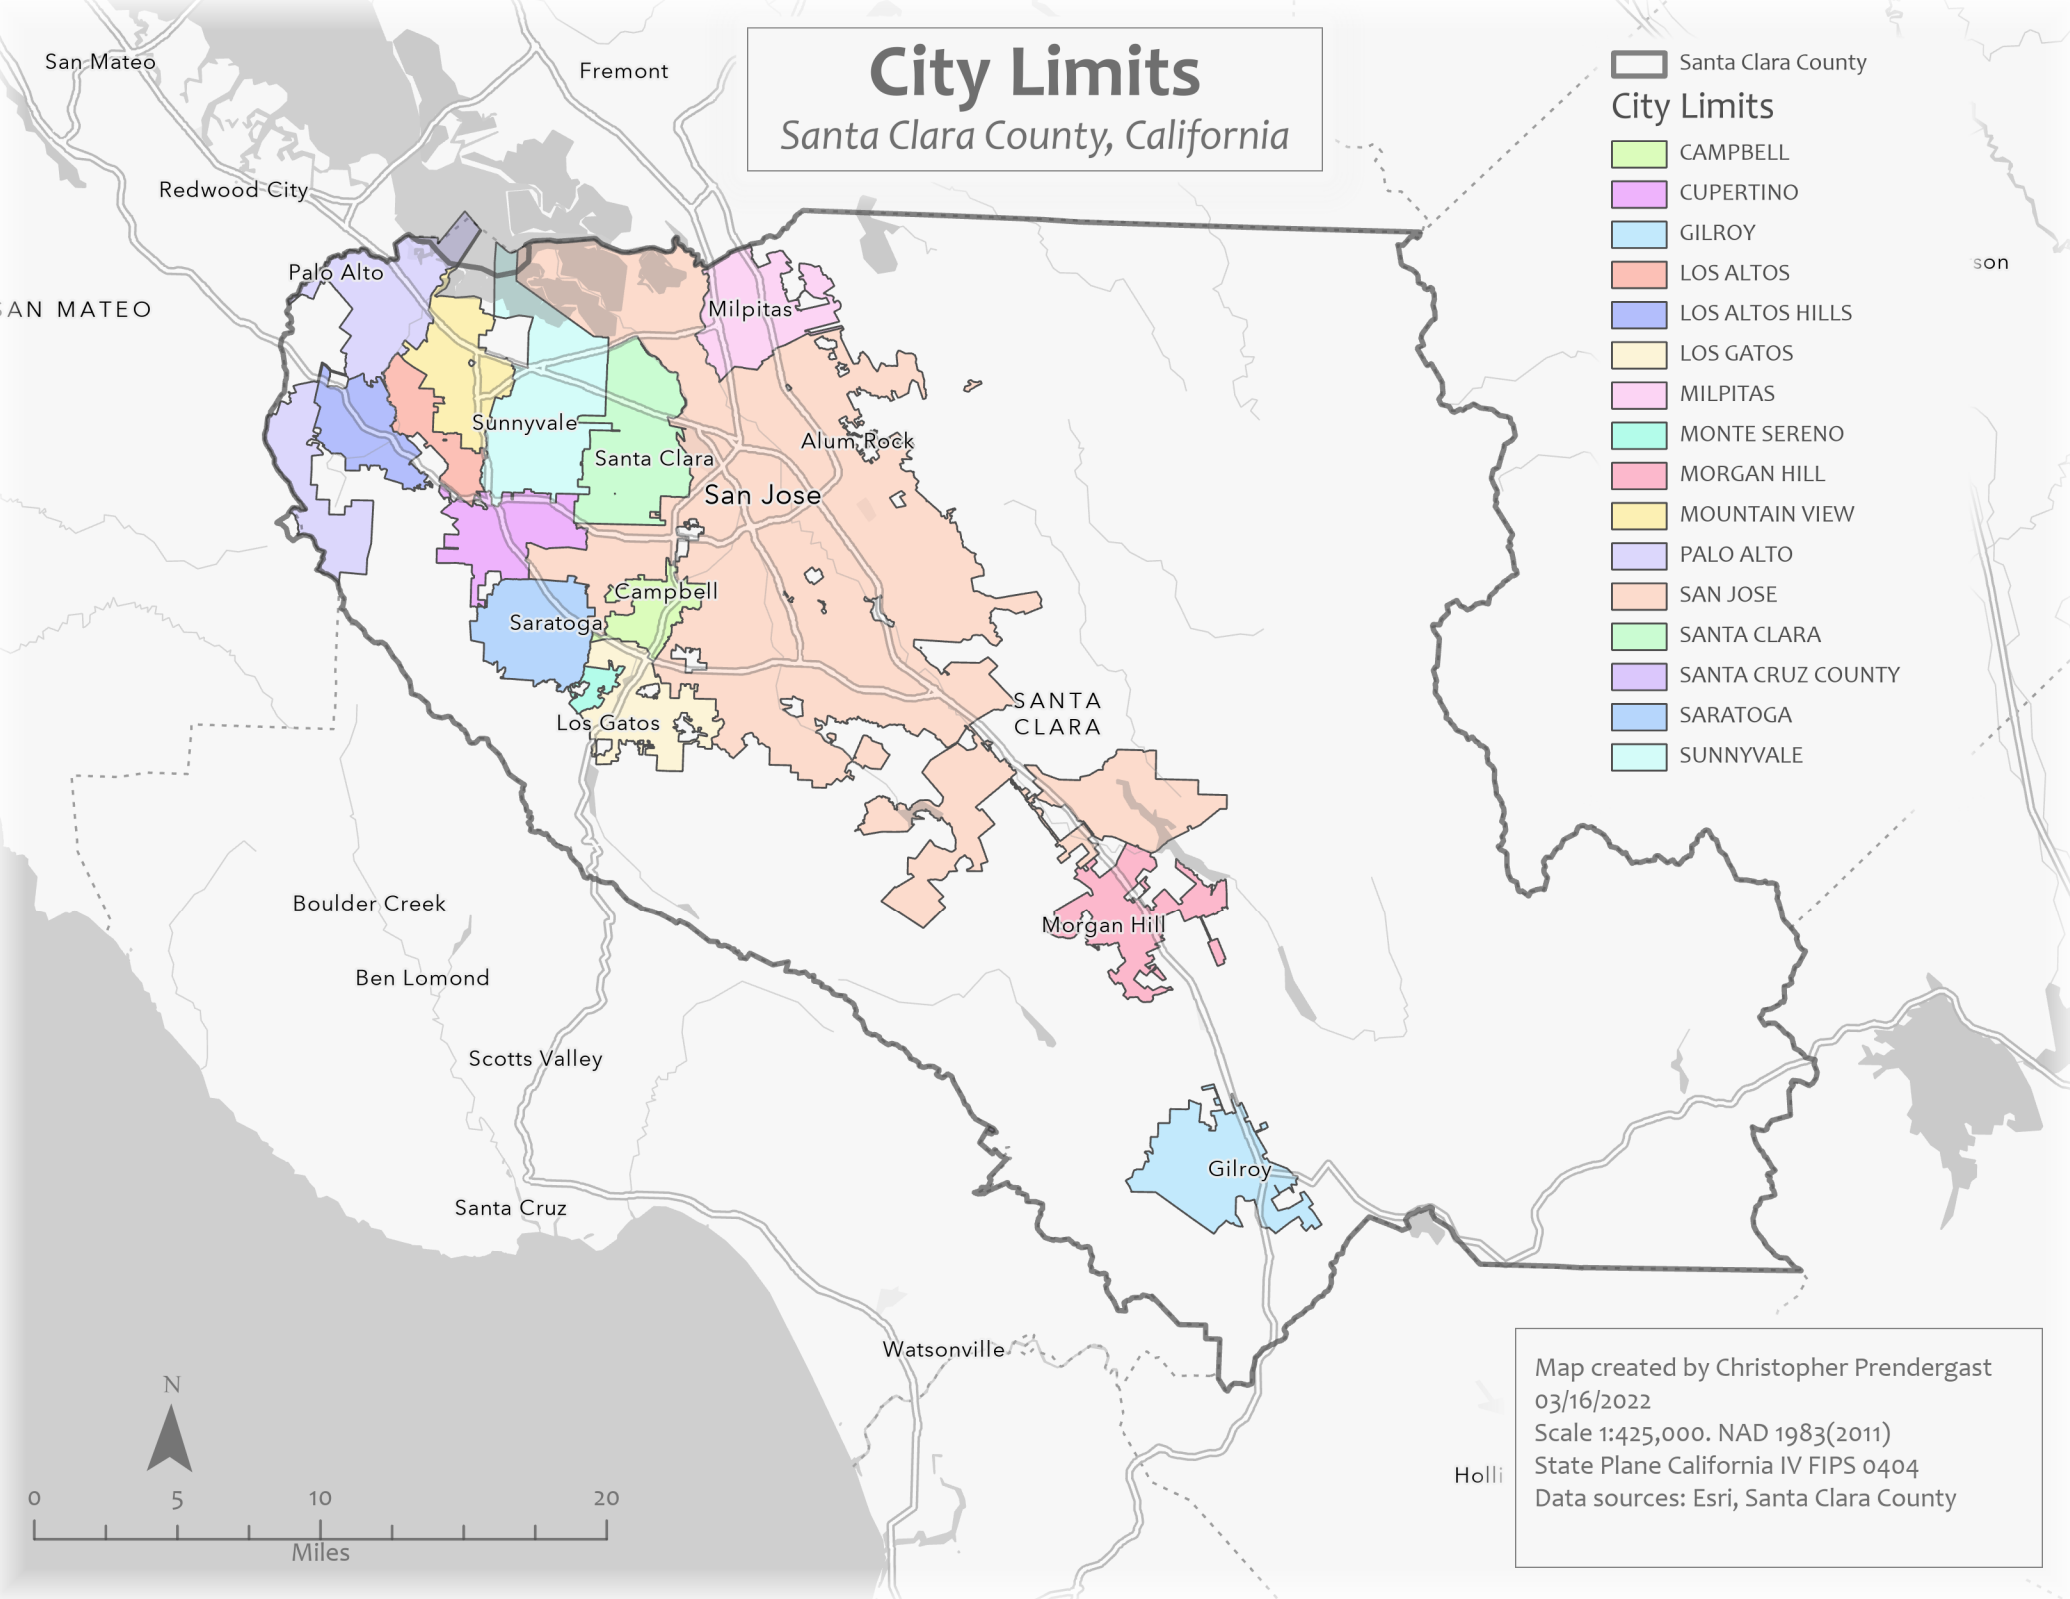 City Limits
Santa Clara County, California
Santa Clara County
City Limits
CAMPBELL
CUPERTINO
GILROY
LOS ALTOS
LOS ALTOS HILLS
LOS GATOS
MILPITAS
MONTE SERENO
MORGAN HILL
MOUNTAIN VIEW
PALO ALTO
SAN JOSE
SANTA CLARA
SANTA CRUZ COUNTY
SARATOGA
SUNNYVALE
San Mateo
Fremont
Redwood City
son
Palo Alto
AN MATEO
Milpitas
Sunnyvale
Alum Rock
Santa Clara
San Jose
Campbell
Saratoga
SANTA
CLARA
Los Gatos
Boulder Creek
Morgan Hill
Ben Lomond
Scotts Valley
Gilroy
Santa Cruz
Watsonville
Holli
N
0 5 10 20
Miles
Map created by Christopher Prendergast
03/16/2022
Scale 1:425,000. NAD 1983(2011)
State Plane California IV FIPS 0404
Data sources: Esri, Santa Clara County